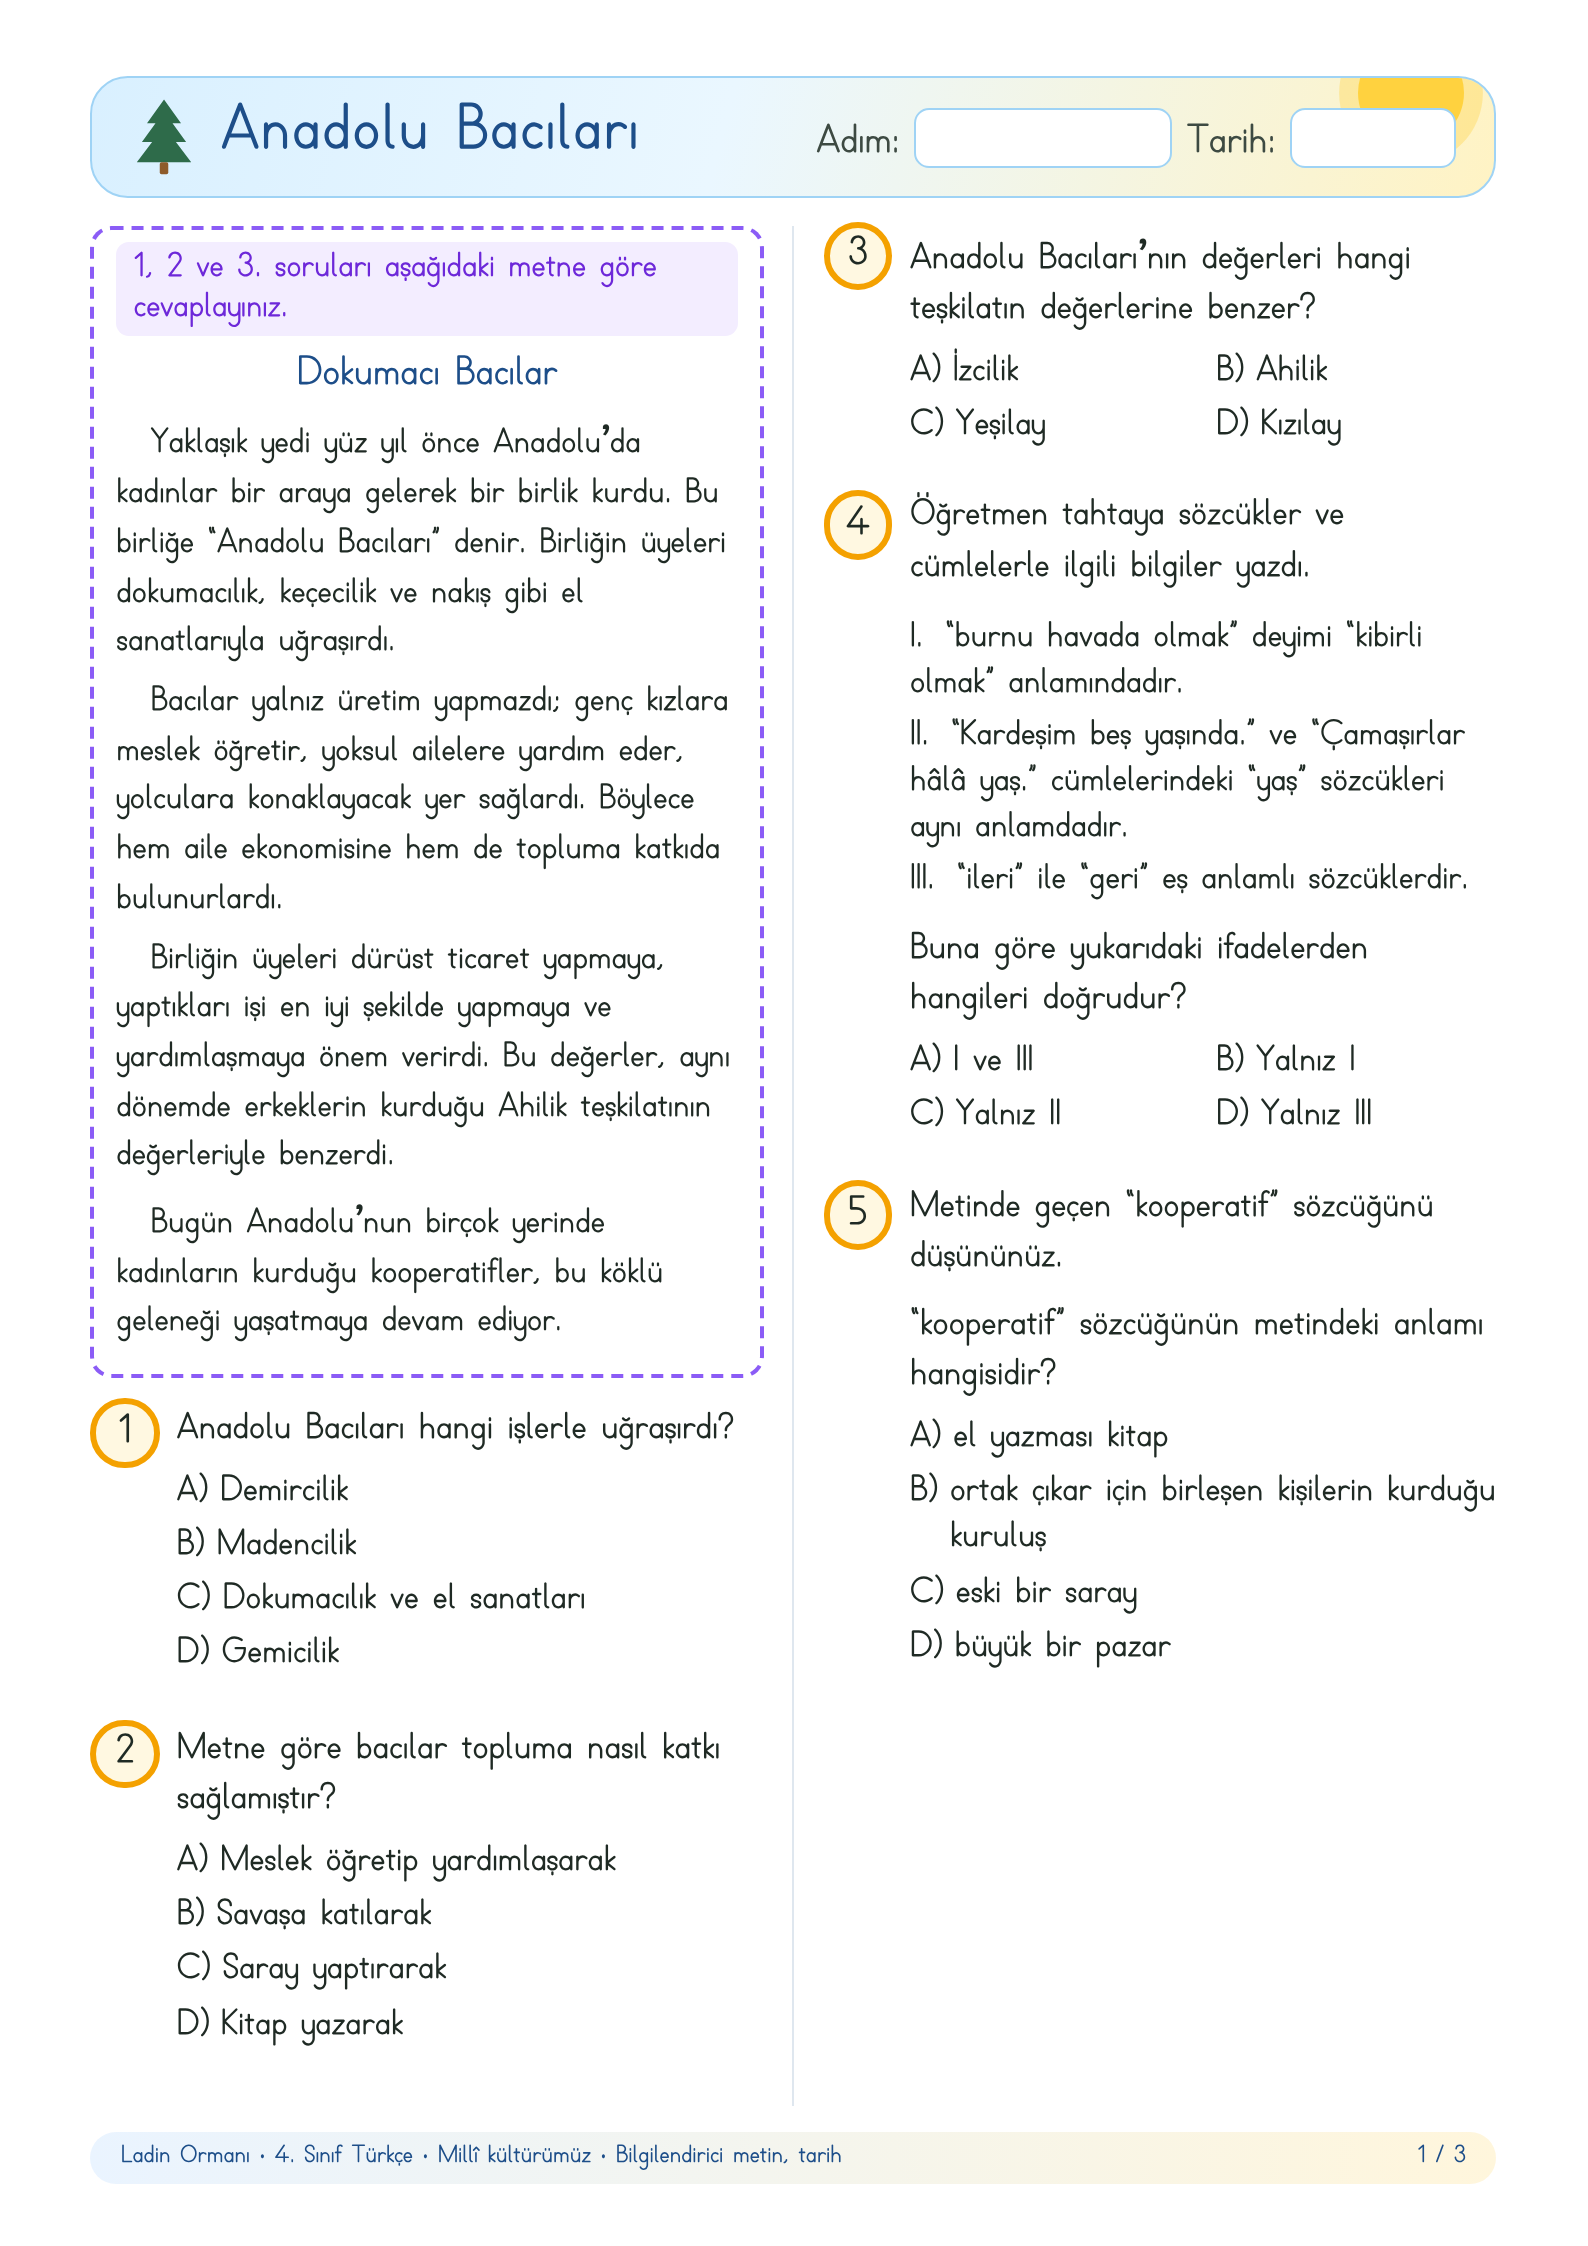 Anadolu Bacıları
Adım:
Tarih:
1, 2 ve 3. soruları aşağıdaki metne göre
cevaplayınız.
Dokumacı Bacılar
Yaklaşık yedi yüz yıl önce Anadolu’da
kadınlar bir araya gelerek bir birlik kurdu. Bu
birliğe “Anadolu Bacıları” denir. Birliğin üyeleri
dokumacılık, keçecilik ve nakış gibi el
sanatlarıyla uğraşırdı.
Bacılar yalnız üretim yapmazdı; genç kızlara
meslek öğretir, yoksul ailelere yardım eder,
yolculara konaklayacak yer sağlardı. Böylece
hem aile ekonomisine hem de topluma katkıda
bulunurlardı.
Birliğin üyeleri dürüst ticaret yapmaya,
yaptıkları işi en iyi şekilde yapmaya ve
yardımlaşmaya önem verirdi. Bu değerler, aynı
dönemde erkeklerin kurduğu Ahilik teşkilatının
değerleriyle benzerdi.
Bugün Anadolu’nun birçok yerinde
kadınların kurduğu kooperatifler, bu köklü
geleneği yaşatmaya devam ediyor.
1
Anadolu Bacıları hangi işlerle uğraşırdı?
A) Demircilik
B) Madencilik
C) Dokumacılık ve el sanatları
D) Gemicilik
2
Metne göre bacılar topluma nasıl katkı
sağlamıştır?
A) Meslek öğretip yardımlaşarak
B) Savaşa katılarak
C) Saray yaptırarak
D) Kitap yazarak
3
Anadolu Bacıları’nın değerleri hangi
teşkilatın değerlerine benzer?
A) İzcilik
B) Ahilik
C) Yeşilay
D) Kızılay
4
Öğretmen tahtaya sözcükler ve
cümlelerle ilgili bilgiler yazdı.
I. “burnu havada olmak” deyimi “kibirli
olmak” anlamındadır.
II. “Kardeşim beş yaşında.” ve “Çamaşırlar
hâlâ yaş.” cümlelerindeki “yaş” sözcükleri
aynı anlamdadır.
III. “ileri” ile “geri” eş anlamlı sözcüklerdir.
Buna göre yukarıdaki ifadelerden
hangileri doğrudur?
A) I ve III
B) Yalnız I
C) Yalnız II
D) Yalnız III
5
Metinde geçen “kooperatif” sözcüğünü
düşününüz.
“kooperatif” sözcüğünün metindeki anlamı
hangisidir?
A) el yazması kitap
B) ortak çıkar için birleşen kişilerin kurduğu
kuruluş
C) eski bir saray
D) büyük bir pazar
Ladin Ormanı • 4. Sınıf Türkçe • Millî kültürümüz • Bilgilendirici metin, tarih
1 / 3